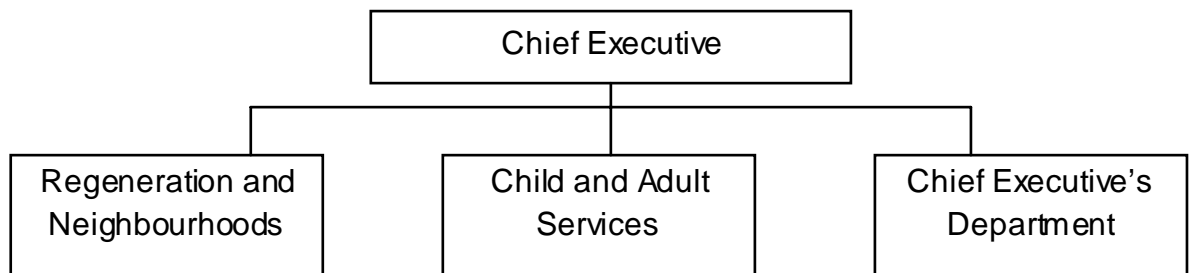 Chief Executive
Regeneration and
Neighbourhoods
Child and Adult
Services
Chief Executive’s
Department